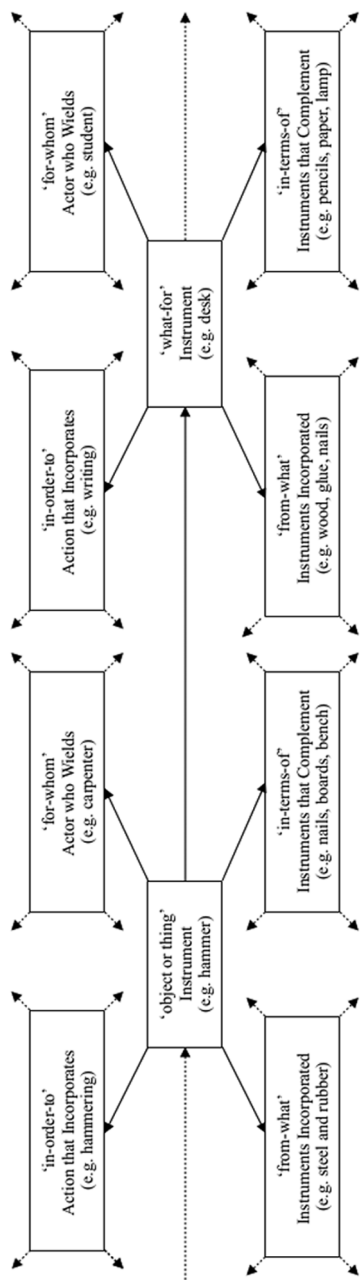 'in-order-to'
Action that Incorporates
(e.g. hammering)
'for-whom'
Actor who Wields
(e.g. carpenter)
'in-order-to'
Action that Incorporates
(e.g. writing)
'for-whom'
Actor who Wields
(e.g. student)
'object or thing'
Instrument
(e.g. hammer)
'what-for'
Instrument
(e.g. desk)
'from-what'
Instruments Incorporated
(e.g. steel and rubber)
'in-terms-of'
Instruments that Complement
(e.g. nails, boards, bench)
'from-what'
Instruments Incorporated
(e.g. wood, glue, nails)
'in-terms-of'
Instruments that Complement
(e.g. pencils, paper, lamp)